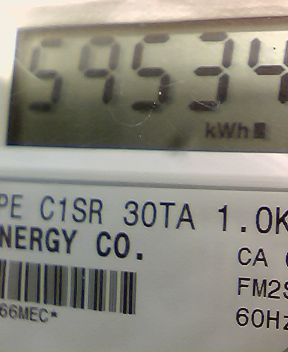 59534
kWh
PE C1SR 30TA 1.0K
NERGY CO.
CA
FM2S
66MEC*
60Hz